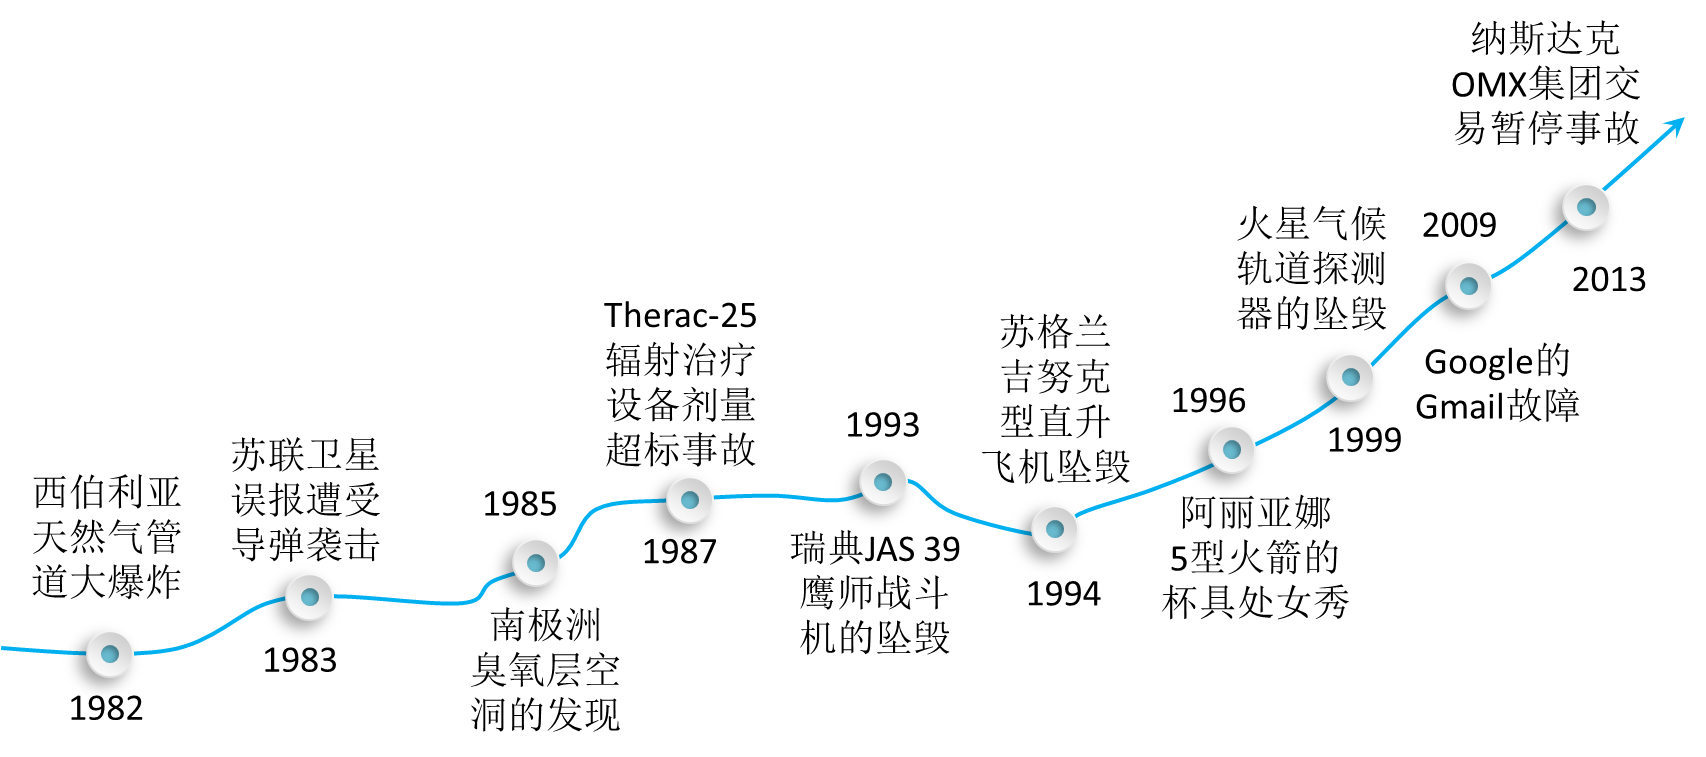 西伯利亚
天然气管
道大爆炸
1982
苏联卫星
误报遭受
导弹袭击
1983
1985
南极洲
臭氧层空
洞的发现
Therac-25
辐射治疗
设备剂量
超标事故
1987
1993
瑞典JAS 39
鹰师战斗
机的坠毁
苏格兰
吉努克
型直升
飞机坠毁
1994
1996
阿丽亚娜
5型火箭的
杯具处女秀
火星气候
轨道探测
器的坠毁
1999
2009
Google的
Gmail故障
纳斯达克
OMX集团交
易暂停事故
2013